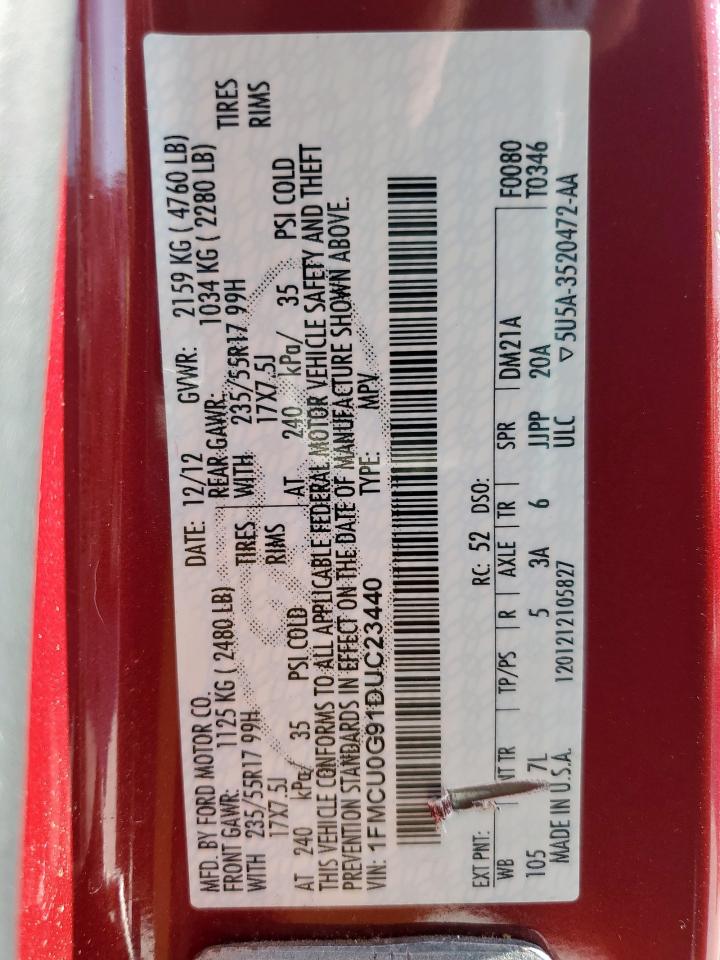 MFD. BY FORD MOTOR CO. DATE: 12/12 GVWR: 2159 KG ( 4760 LB)
FRONT GAWR: 1125 KG ( 2480 LB) REAR GAWR: 1034 KG ( 2280 LB)
WITH 235/55R17 99H TIRES WITH 235/55R17 99H TIRES
17X7.5J RIMS 17X7.5J RIMS
AT 240 kPa/ 35 PSI COLD AT 240 kPa/ 35 PSI COLD
THIS VEHICLE CONFORMS TO ALL APPLICABLE FEDERAL MOTOR VEHICLE SAFETY AND THEFT
PREVENTION STANDARDS IN EFFECT ON THE DATE OF MANUFACTURE SHOWN ABOVE.
VIN: 1FMCU0G91DUC23440 TYPE: MPV
EXT PNT: RC: 52 DSO: F0080
WB NT TR TP/PS R AXLE TR SPR DM21A T0346
105 7L 5 3A 6 JJPP 20A
MADE IN U.S.A. 1201212105827 ULC ▽5U5A-3520472-AA